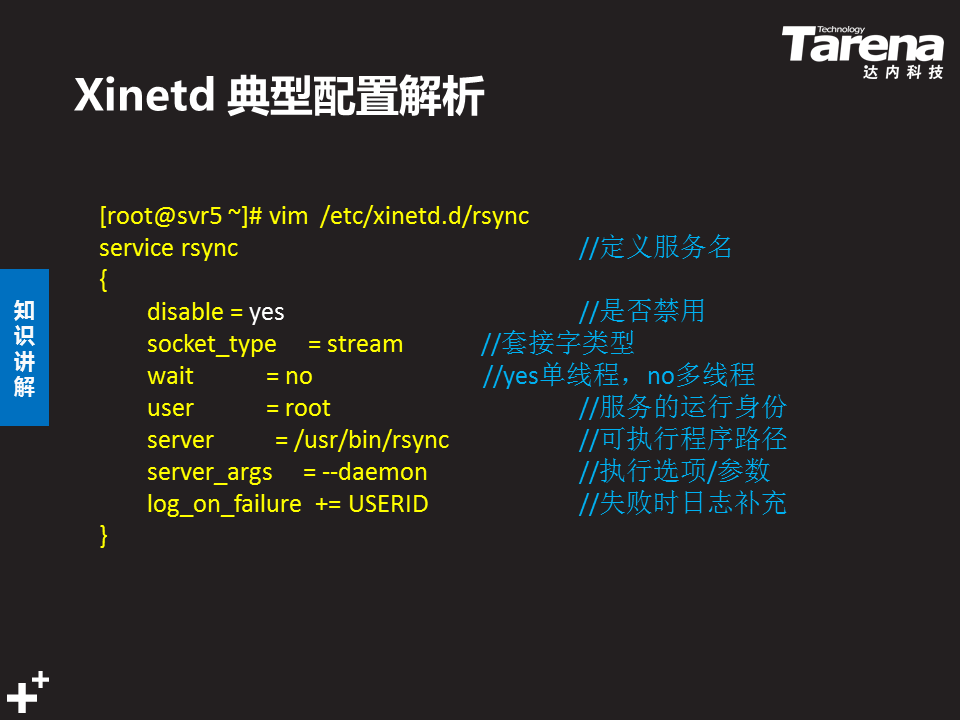 Technology
Tarena
达内科技
Xinetd 典型配置解析
[root@svr5 ~]# vim  /etc/xinetd.d/rsync
service rsync //定义服务名
{
disable = yes //是否禁用
socket_type = stream //套接字类型
wait = no //yes单线程，no多线程
user = root //服务的运行身份
server = /usr/bin/rsync //可执行程序路径
server_args = --daemon //执行选项/参数
log_on_failure += USERID //失败时日志补充
}
知识讲解